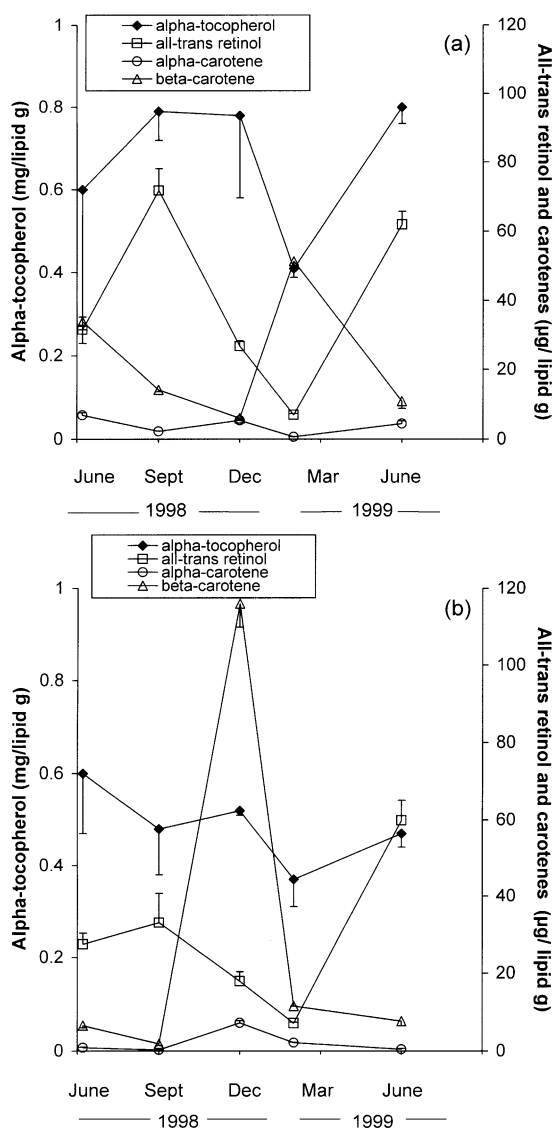 alpha-tocopherol
all-trans retinol
alpha-carotene
beta-carotene
(a)
Alpha-tocopherol (mg/lipid g)
1
0.8
0.6
0.4
0.2
0
All-trans retinol and carotenes (µg/ lipid g)
120
100
80
60
40
20
0
June Sept Dec Mar June
1998 1999
alpha-tocopherol
all-trans retinol
alpha-carotene
beta-carotene
(b)
Alpha-tocopherol (mg/lipid g)
1
0.8
0.6
0.4
0.2
0
All-trans retinol and carotenes (µg/ lipid g)
120
100
80
60
40
20
0
June Sept Dec Mar June
1998 1999